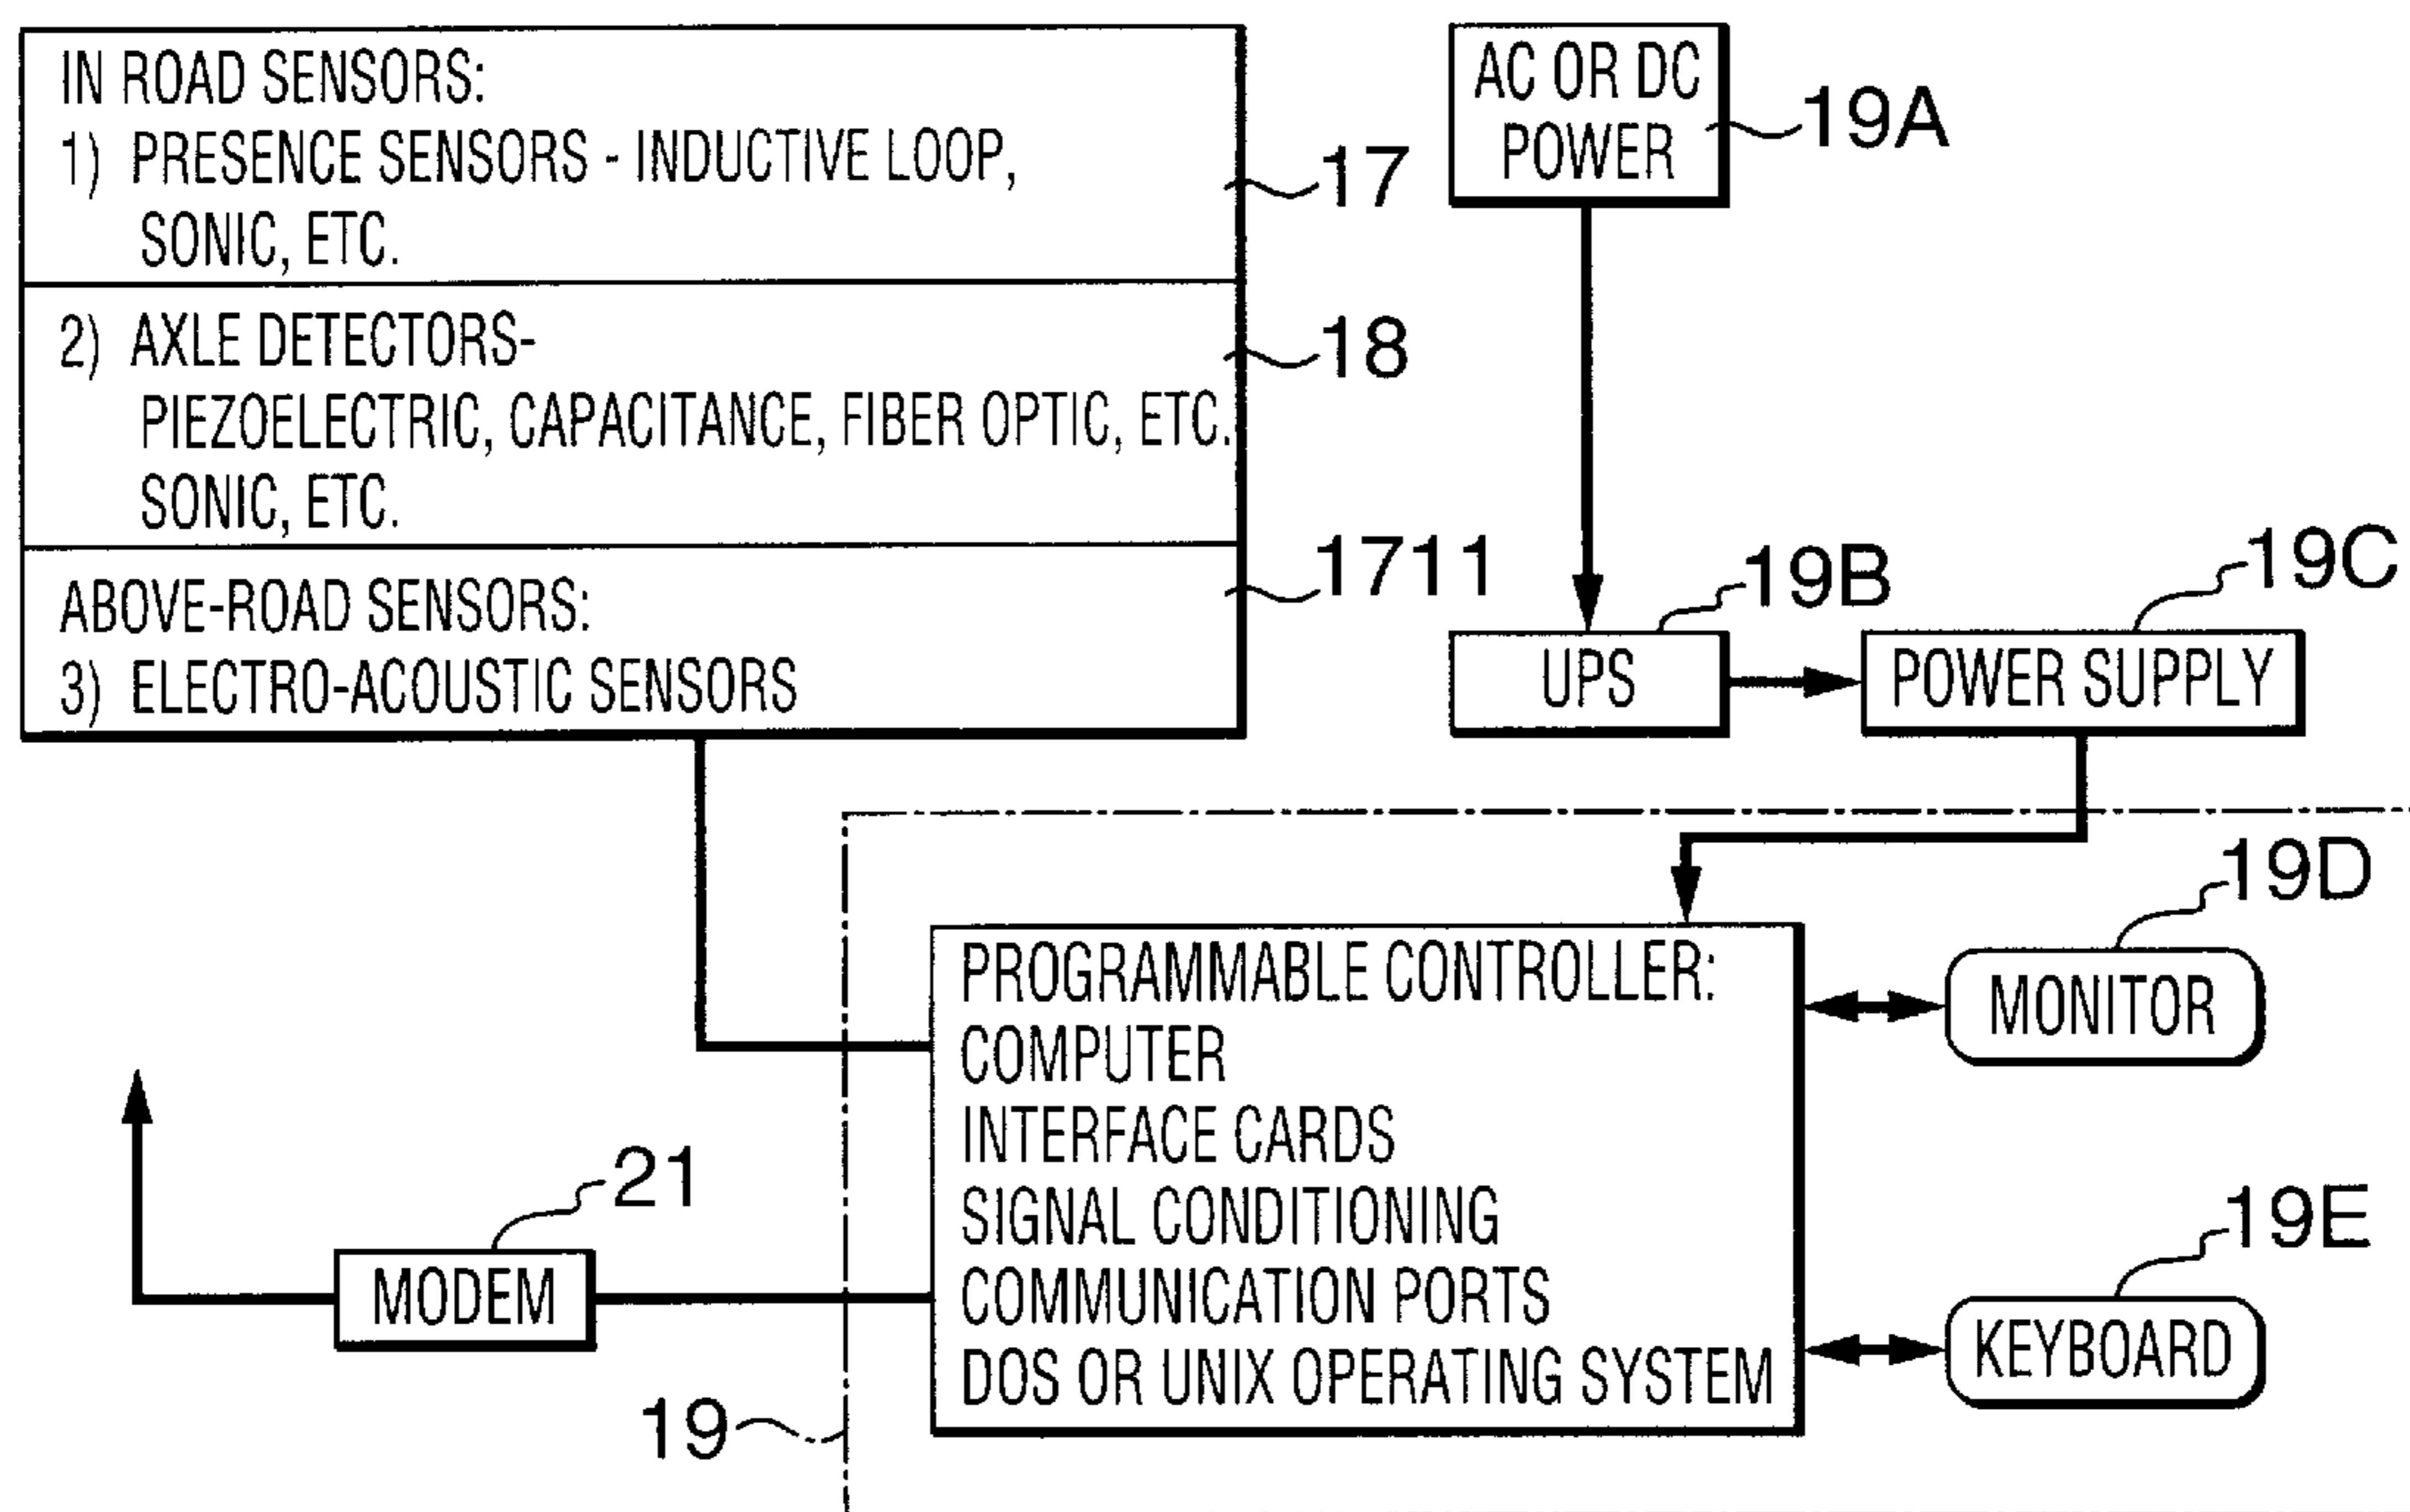 IN ROAD SENSORS:
1) PRESENCE SENSORS - INDUCTIVE LOOP,
SONIC, ETC.
17
2) AXLE DETECTORS-
PIEZOELECTRIC, CAPACITANCE, FIBER OPTIC, ETC.
SONIC, ETC.
18
ABOVE-ROAD SENSORS:
3) ELECTRO-ACOUSTIC SENSORS
1711
AC OR DC
POWER
19A
UPS
19B
POWER SUPPLY
19C
PROGRAMMABLE CONTROLLER:
COMPUTER
INTERFACE CARDS
SIGNAL CONDITIONING
COMMUNICATION PORTS
DOS OR UNIX OPERATING SYSTEM
MONITOR
19D
KEYBOARD
19E
MODEM
21
19